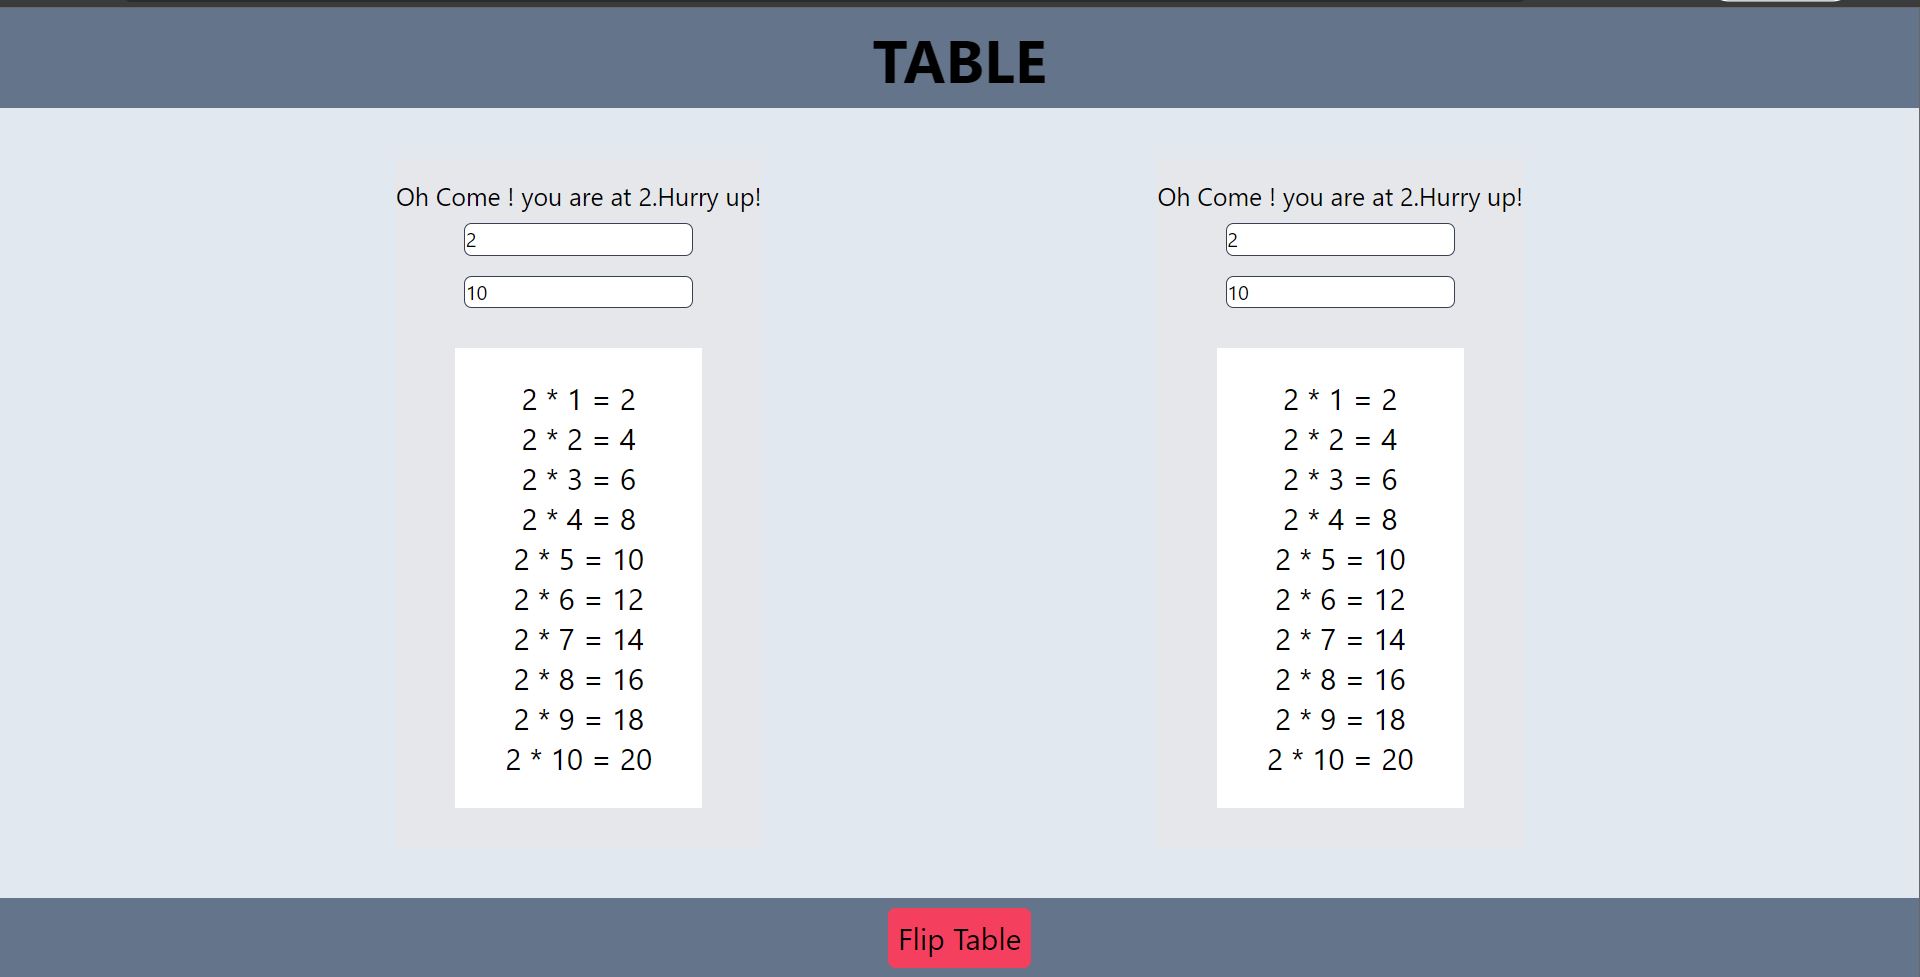 TABLE
Oh Come ! you are at 2.Hurry up!
2
10
2 * 1 = 2
2 * 2 = 4
2 * 3 = 6
2 * 4 = 8
2 * 5 = 10
2 * 6 = 12
2 * 7 = 14
2 * 8 = 16
2 * 9 = 18
2 * 10 = 20
Oh Come ! you are at 2.Hurry up!
2
10
2 * 1 = 2
2 * 2 = 4
2 * 3 = 6
2 * 4 = 8
2 * 5 = 10
2 * 6 = 12
2 * 7 = 14
2 * 8 = 16
2 * 9 = 18
2 * 10 = 20
Flip Table